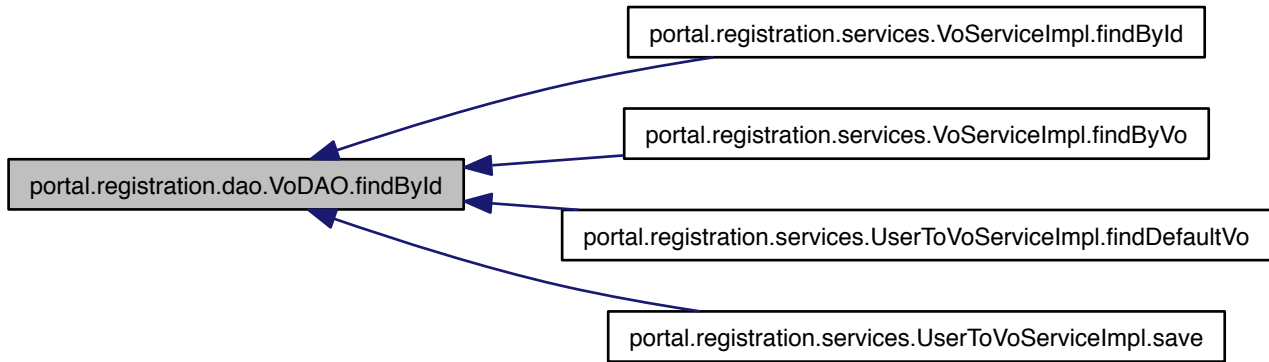 portal.registration.services.VoServiceImpl.findById
portal.registration.services.VoServiceImpl.findByVo
portal.registration.dao.VoDAO.findById
portal.registration.services.UserToVoServiceImpl.findDefaultVo
portal.registration.services.UserToVoServiceImpl.save